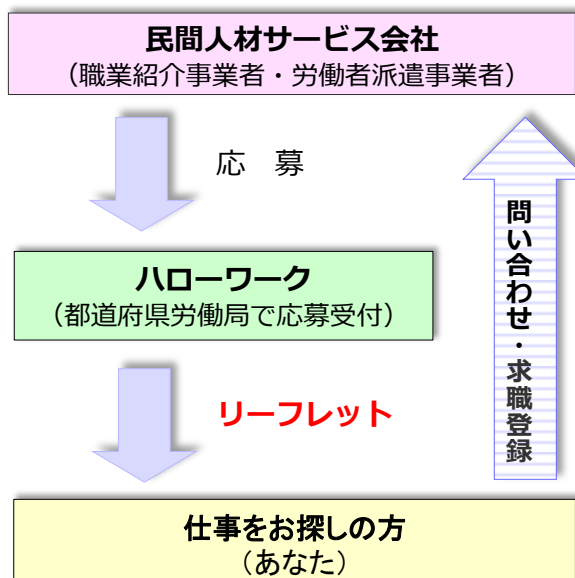 民間人材サービス会社
（職業紹介事業者・労働者派遣事業者）
応　募
問い合わせ・求職登録
ハローワーク
（都道府県労働局で応募受付）
リーフレット
仕事をお探しの方
（あなた）